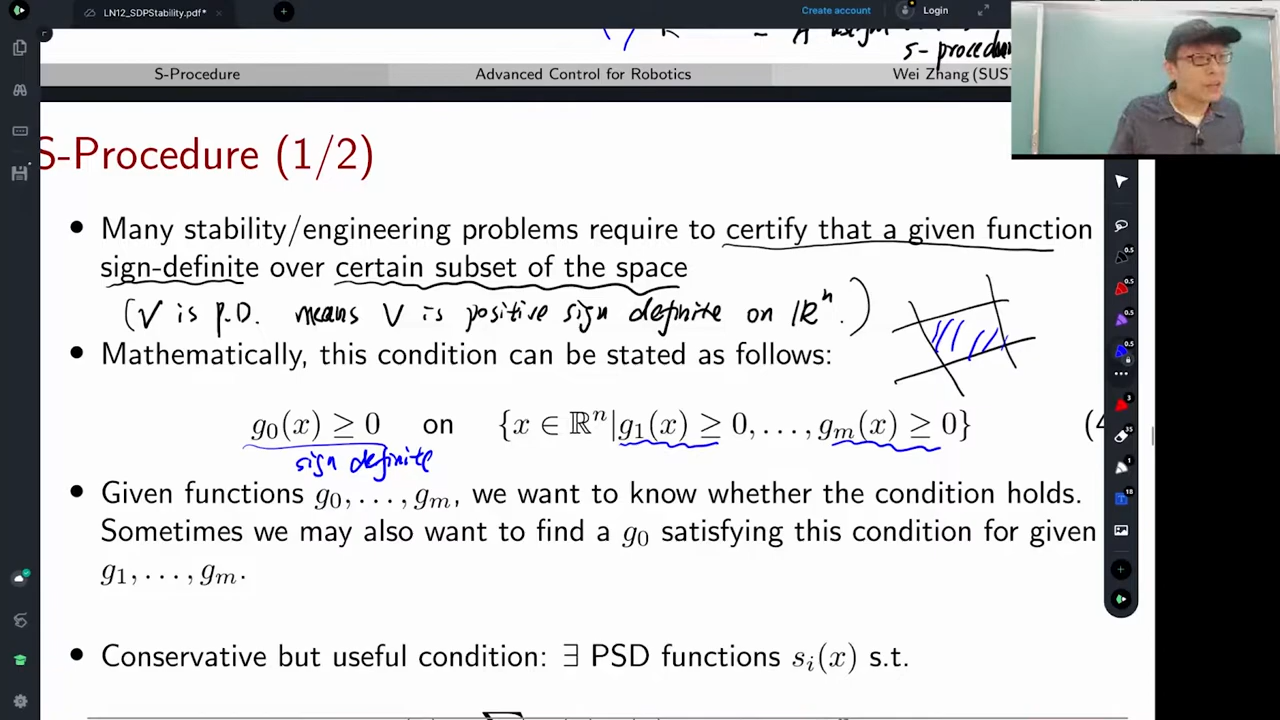 LN12_SDPStability.pdf*
Create account
Login
s-procedure
S-Procedure
Advanced Control for Robotics
Wei Zhang (SUST
S-Procedure (1/2)
Many stability/engineering problems require to certify that a given function
sign-definite over certain subset of the space
(V is P.D. means V is positive sign definite on ℝⁿ.)
Mathematically, this condition can be stated as follows:
g₀(x) ≥ 0 on {x ∈ ℝⁿ|g₁(x) ≥ 0, …, gₘ(x) ≥ 0} (4
sign definite
Given functions g₀, …, gₘ, we want to know whether the condition holds.
Sometimes we may also want to find a g₀ satisfying this condition for given
g₁, …, gₘ.
Conservative but useful condition: ∃ PSD functions sᵢ(x) s.t.